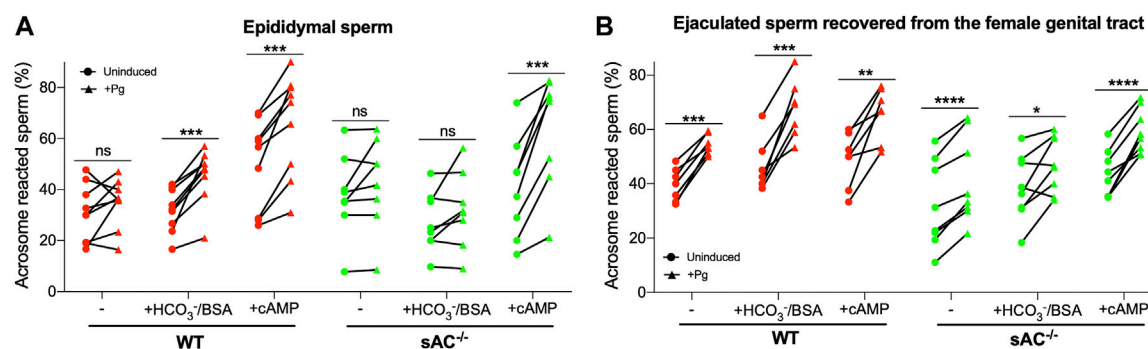 A
Epididymal sperm
Acrosome reacted sperm (%)
80
60
40
20
0
Uninduced
+Pg
ns
***
***
ns
ns
***
-
+HCO₃⁻/BSA
+cAMP
-
+HCO₃⁻/BSA
+cAMP
WT
sAC⁻/⁻
B
Ejaculated sperm recovered from the female genital tract
Acrosome reacted sperm (%)
80
60
40
20
0
***
***
**
****
*
****
Uninduced
+Pg
-
+HCO₃⁻/BSA
+cAMP
-
+HCO₃⁻/BSA
+cAMP
WT
sAC⁻/⁻